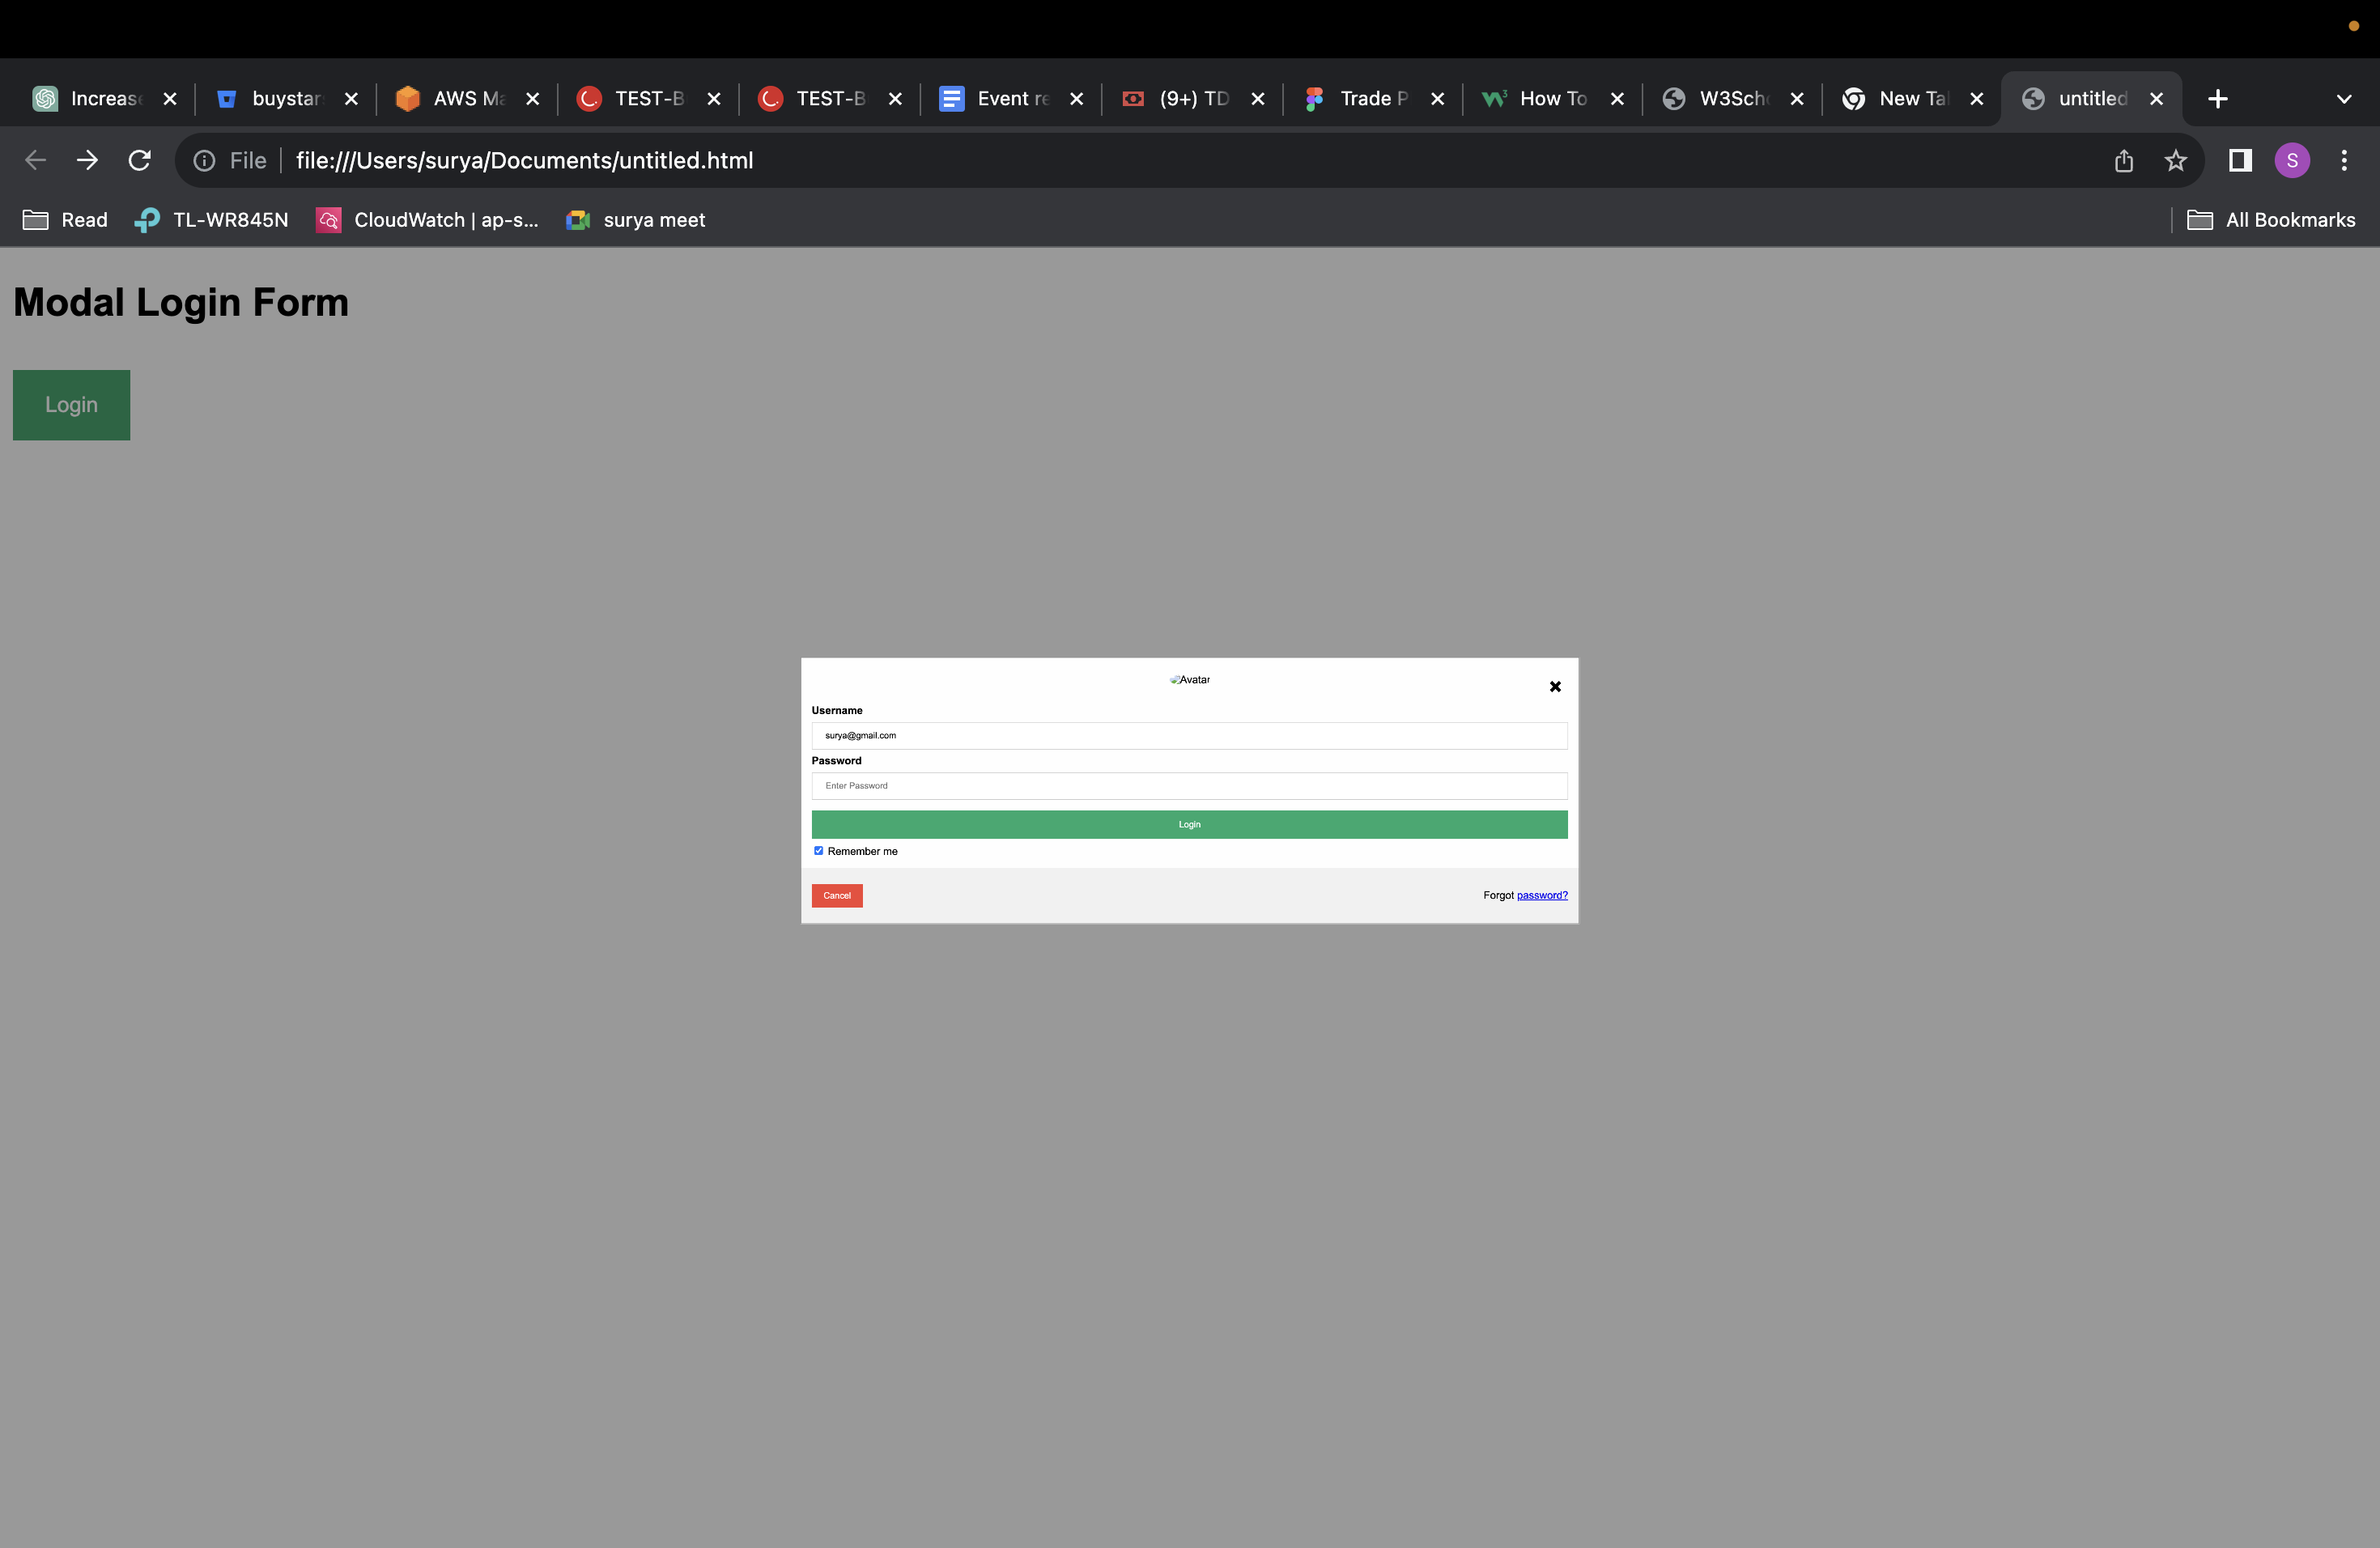 Increas buystar AWS Ma TEST-B TEST-B Event re (9+) TD Trade P How To W3Sch New Tal untitled
File file:///Users/surya/Documents/untitled.html S
Read TL-WR845N CloudWatch | ap-s... surya meet All Bookmarks
Modal Login Form
Login
Avatar
Username
surya@gmail.com
Password
Enter Password
Login
Remember me
Cancel Forgot password?